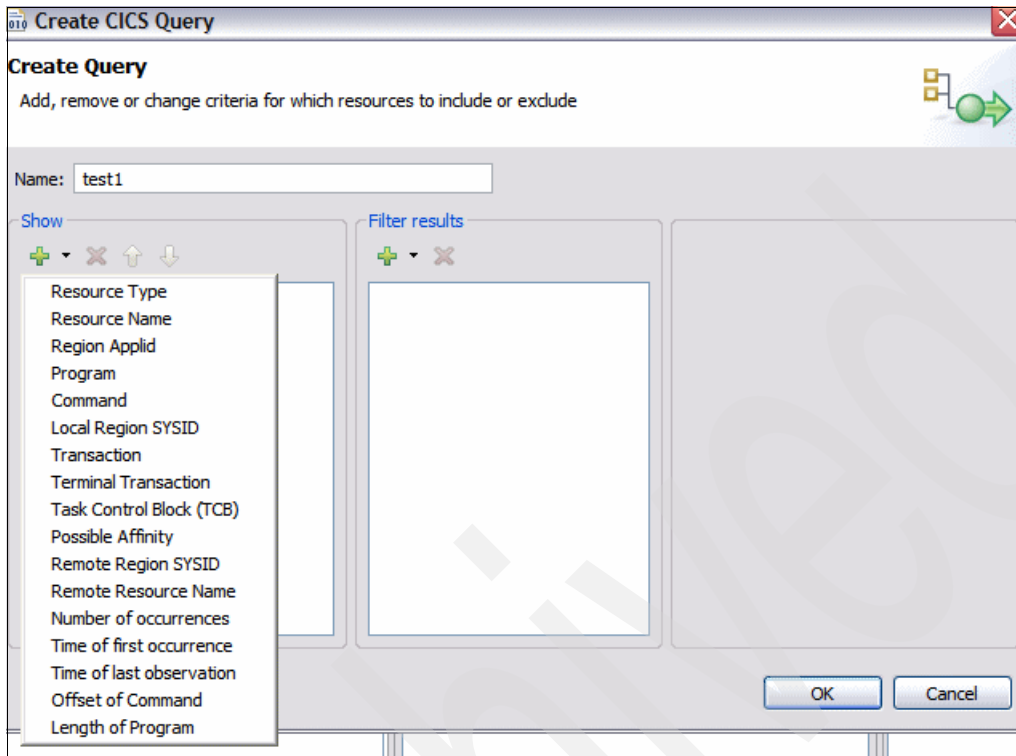 Create CICS Query
Create Query
Add, remove or change criteria for which resources to include or exclude
Name: test1
Show
Filter results
Resource Type
Resource Name
Region Applid
Program
Command
Local Region SYSID
Transaction
Terminal Transaction
Task Control Block (TCB)
Possible Affinity
Remote Region SYSID
Remote Resource Name
Number of occurrences
Time of first occurrence
Time of last observation
Offset of Command
Length of Program
OK
Cancel